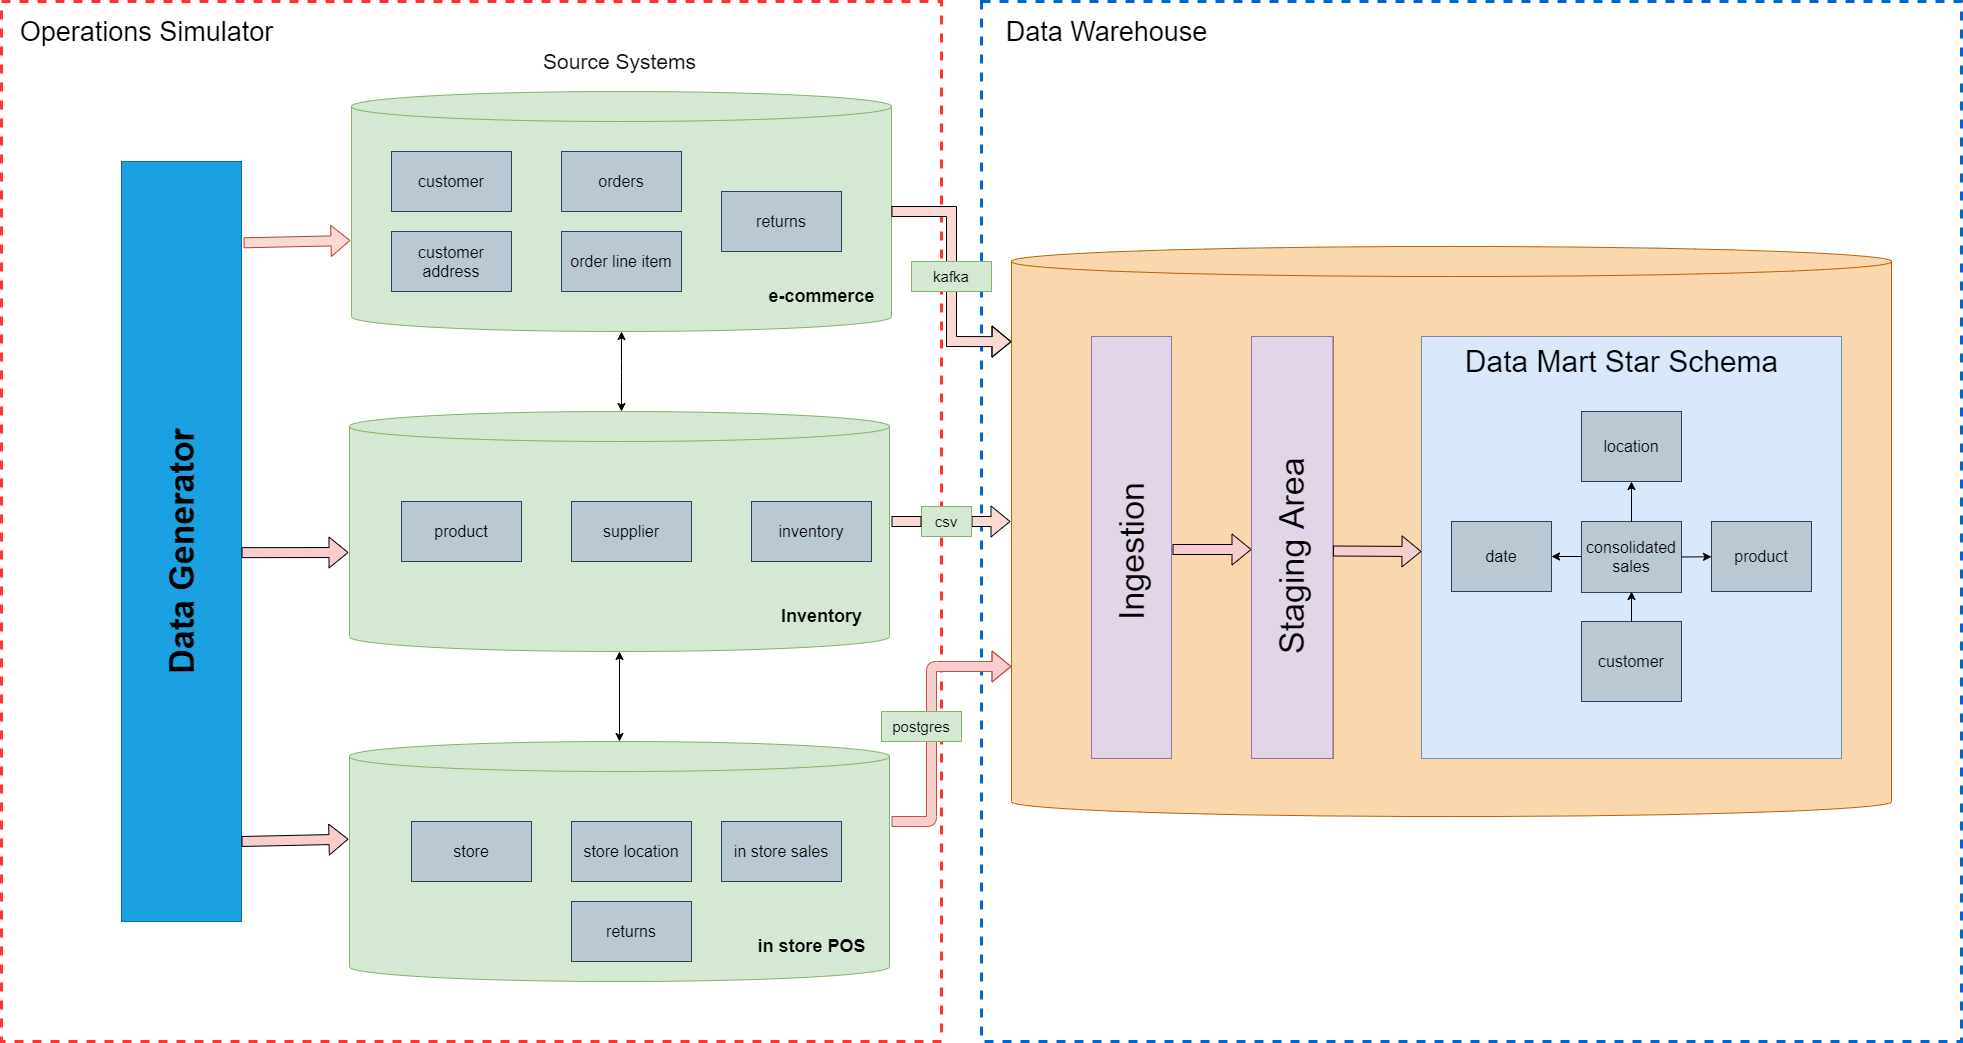 Operations Simulator
Source Systems
Data Generator
customer
orders
returns
customer
address
order line item
e-commerce
product
supplier
inventory
Inventory
store
store location
in store sales
returns
in store POS
kafka
csv
postgres
Data Warehouse
Ingestion
Staging Area
Data Mart Star Schema
location
date
consolidated
sales
product
customer